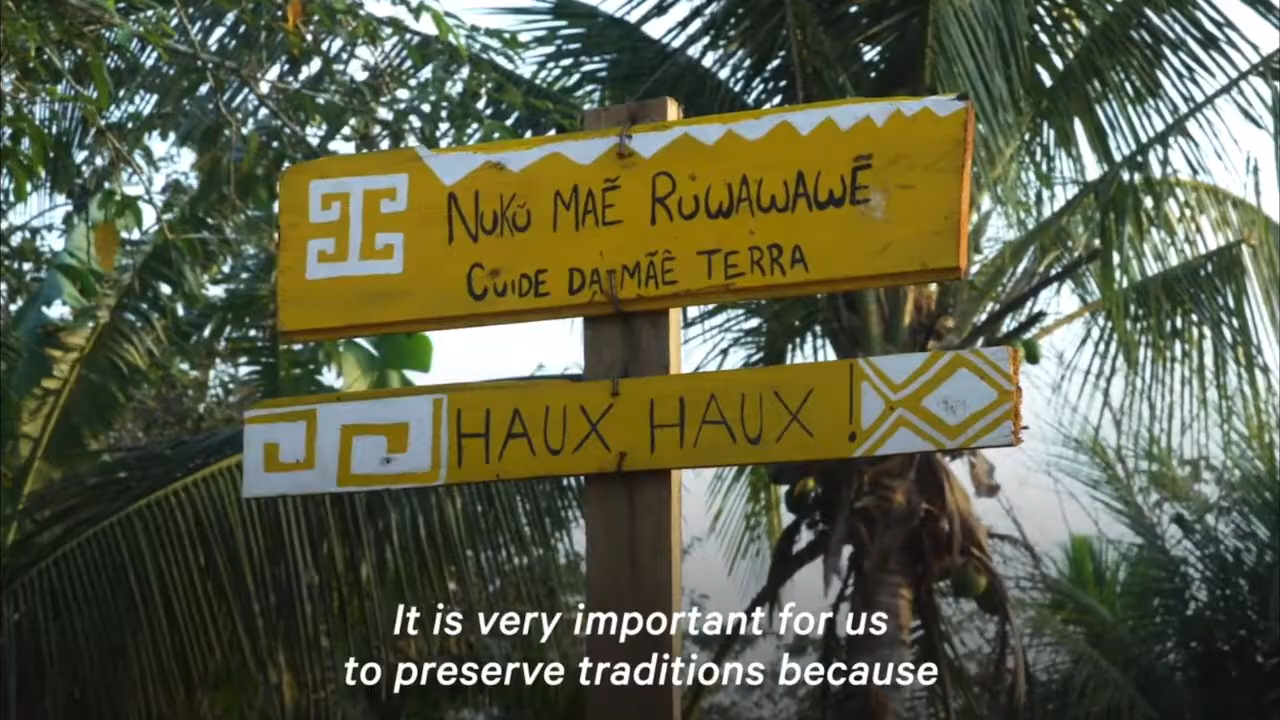 NUKŨ MAẼ RUWAWAWẼ
CUIDE DA MÃE TERRA
HAUX HAUX !
It is very important for us
to preserve traditions because